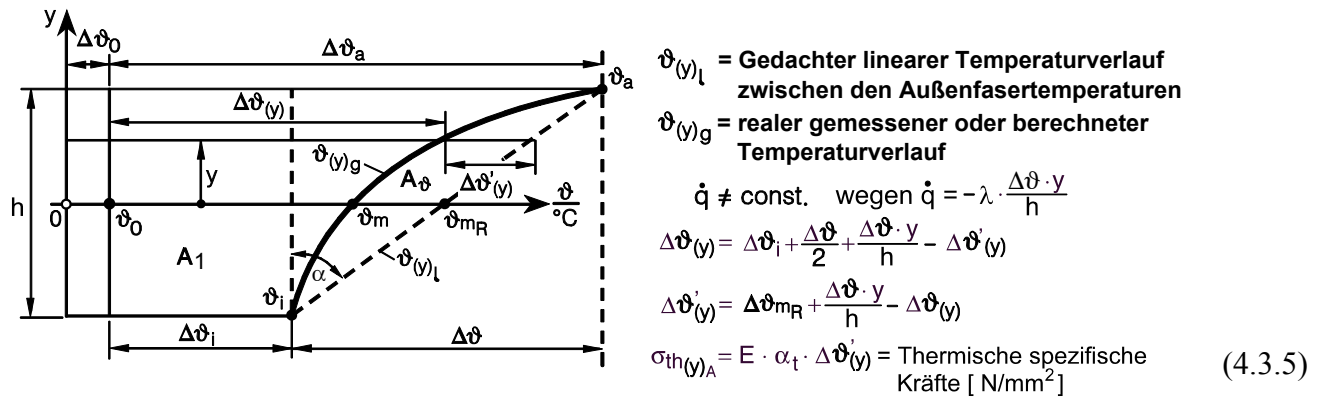 y
Δϑ₀
Δϑₐ
ϑₐ
Δϑ₍y₎
ϑ₍y₎g
Aϑ
Δϑ'₍y₎
y
h
0
ϑ₀
ϑm
ϑmR
ϑ
°C
A₁
α
ϑ₍y₎l
ϑi
Δϑi
Δϑ
ϑ(y)l = Gedachter linearer Temperaturverlauf
zwischen den Außenfasertemperaturen
ϑ(y)g = realer gemessener oder berechneter
Temperaturverlauf
q̇ ≠ const. wegen q̇ = −λ · Δϑ · y / h
Δϑ(y) = Δϑi + Δϑ / 2 + Δϑ · y / h − Δϑ'(y)
Δϑ'(y) = ΔϑmR + Δϑ · y / h − Δϑ(y)
σth(y)A = E · αt · Δϑ'(y) = Thermische spezifische
Kräfte [ N/mm² ]
(4.3.5)